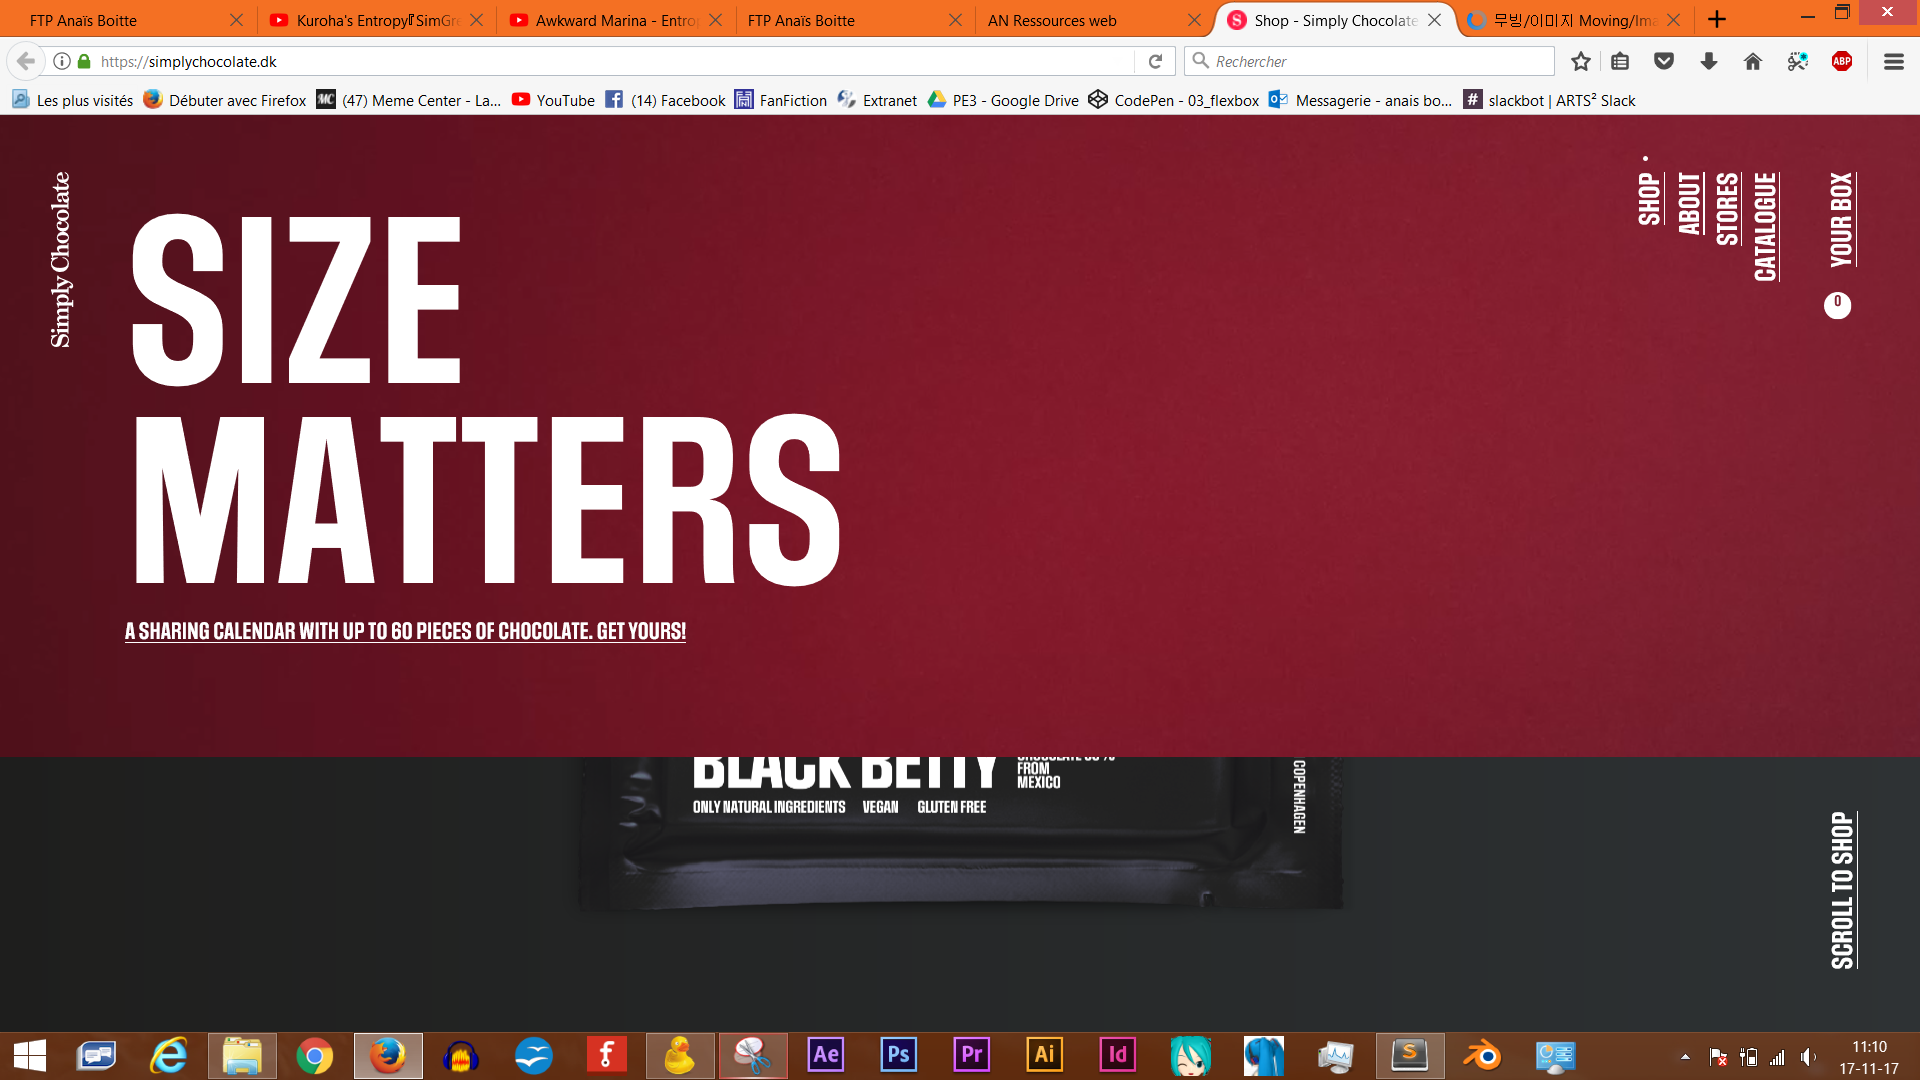 FTP Anaïs Boitte
Kuroha's Entropy『SimGr
Awkward Marina - Entro
FTP Anaïs Boitte
AN Ressources web
Shop - Simply Chocolate
무빙/이미지 Moving/Ima
https://simplychocolate.dk
Rechercher
ABP
Les plus visités
Débuter avec Firefox
MC
(47) Meme Center - La...
YouTube
(14) Facebook
FanFiction
Extranet
PE3 - Google Drive
CodePen - 03_flexbox
Messagerie - anais bo...
slackbot | ARTS² Slack
Simply Chocolate
SIZE
MATTERS
A SHARING CALENDAR WITH UP TO 60 PIECES OF CHOCOLATE. GET YOURS!
SHOP
ABOUT
STORES
CATALOGUE
YOUR BOX
0
BLACK BETTY
FROM
MEXICO
ONLY NATURAL INGREDIENTS VEGAN GLUTEN FREE
COPENHAGEN
SCROLL TO SHOP
Ae
Ps
Pr
Ai
Id
11:10
17-11-17